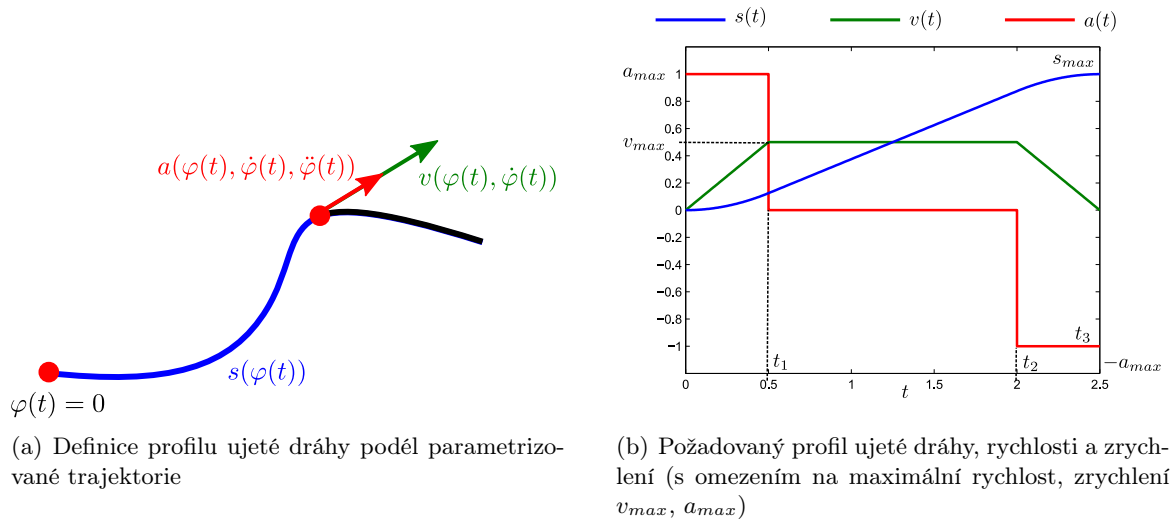 a(φ(t), φ̇(t), φ̈(t))
v(φ(t), φ̇(t))
s(φ(t))
φ(t) = 0
(a) Definice profilu ujeté dráhy podél parametrizo-
vané trajektorie
s(t) v(t) a(t)
a_max
v_max
s_max
1
0.8
0.6
0.4
0.2
0
−0.2
−0.4
−0.6
−0.8
−1
t_1
t_2
t_3
−a_max
0 0.5 1 1.5 2 2.5
t
(b) Požadovaný profil ujeté dráhy, rychlosti a zrych-
lení (s omezením na maximální rychlost, zrychlení
v_max, a_max)